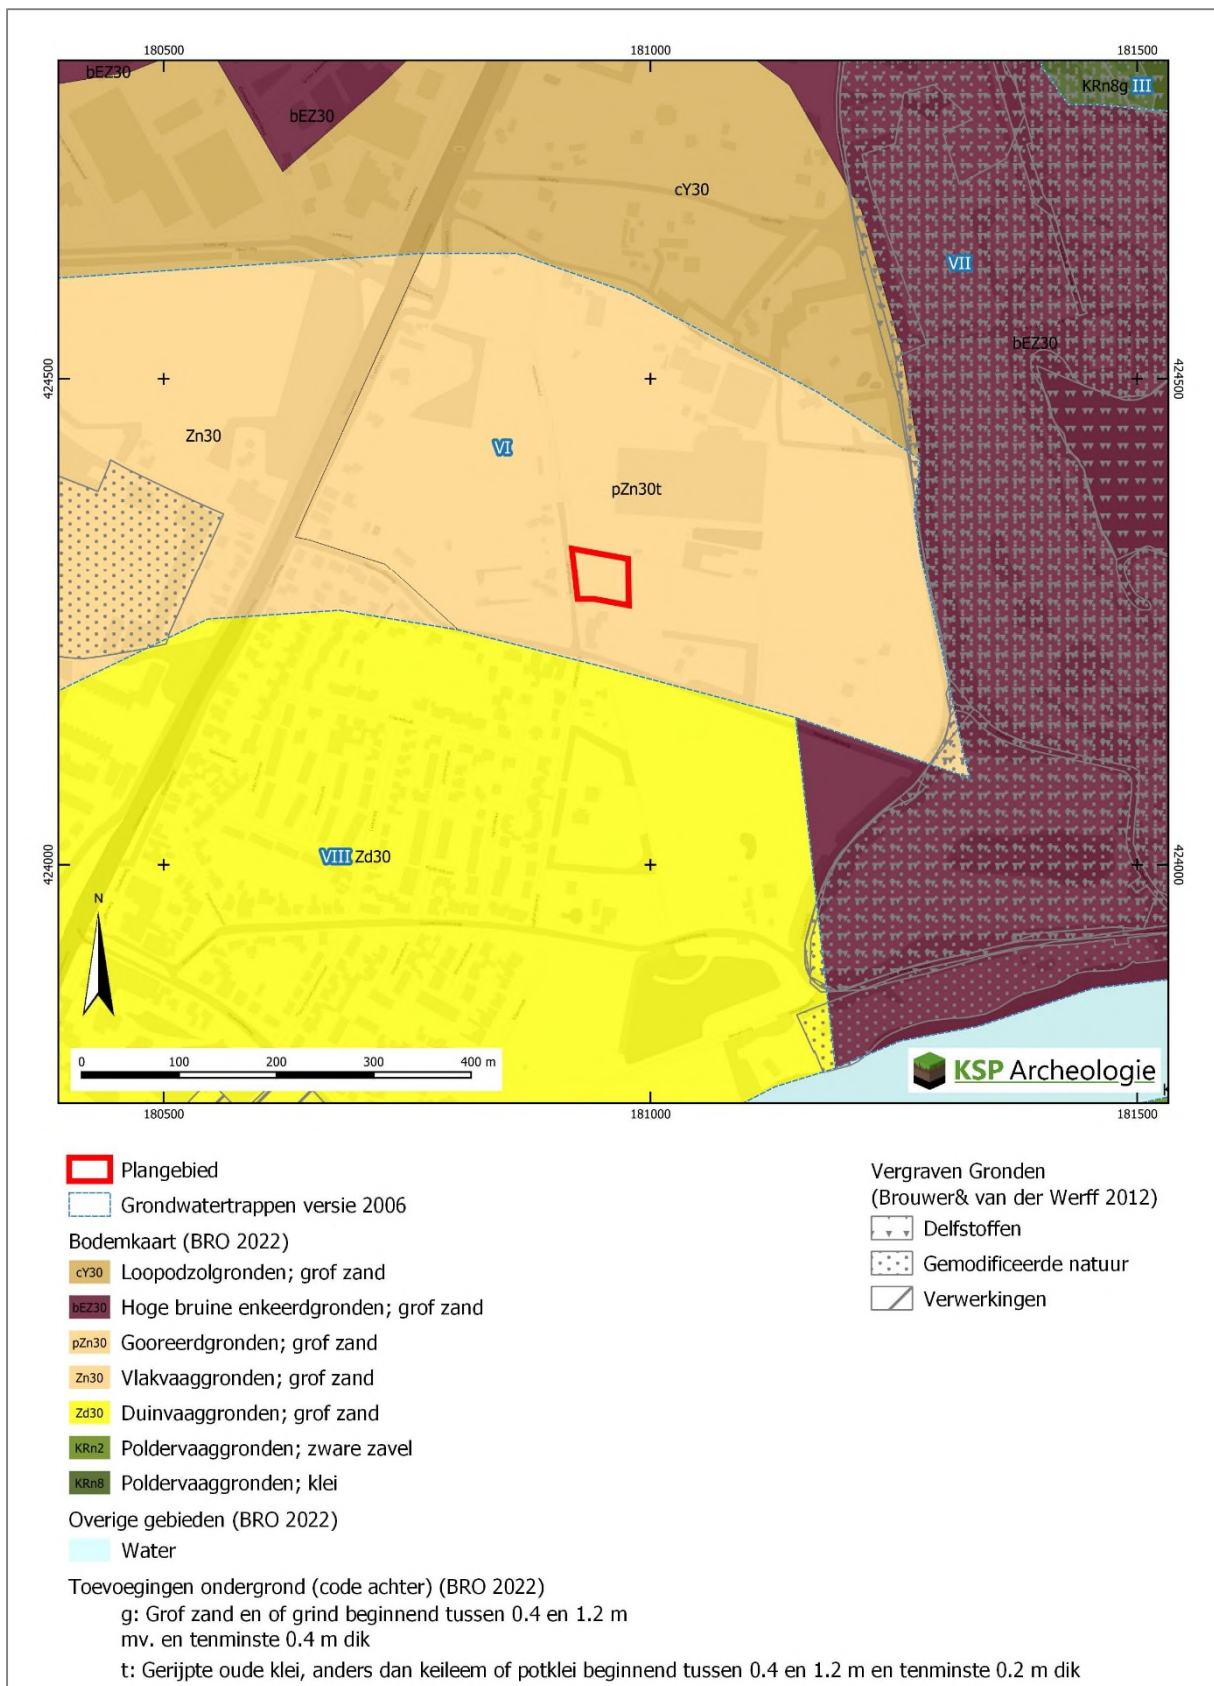 180500
181000
181500
bEZ30
bEZ30
KRn8g III
cY30
VII
bEZ30
424500
424500
Zn30
VI
pZn30t
424000
424000
VIII Zd30
N
0 100 200 300 400 m
KSP Archeologie
180500
181000
181500
Plangebied
Grondwatertrappen versie 2006
Bodemkaart (BRO 2022)
cY30 Loopodzolgronden; grof zand
bEZ30 Hoge bruine enkeerdgronden; grof zand
pZn30 Gooreerdgronden; grof zand
Zn30 Vlakvaaggronden; grof zand
Zd30 Duinvaaggronden; grof zand
KRn2 Poldervaaggronden; zware zavel
KRn8 Poldervaaggronden; klei
Overige gebieden (BRO 2022)
Water
Toevoegingen ondergrond (code achter) (BRO 2022)
g: Grof zand en of grind beginnend tussen 0.4 en 1.2 m
mv. en tenminste 0.4 m dik
t: Gerijpte oude klei, anders dan keileem of potklei beginnend tussen 0.4 en 1.2 m en tenminste 0.2 m dik
Vergraven Gronden
(Brouwer& van der Werff 2012)
Delfstoffen
Gemodificeerde natuur
Verwerkingen